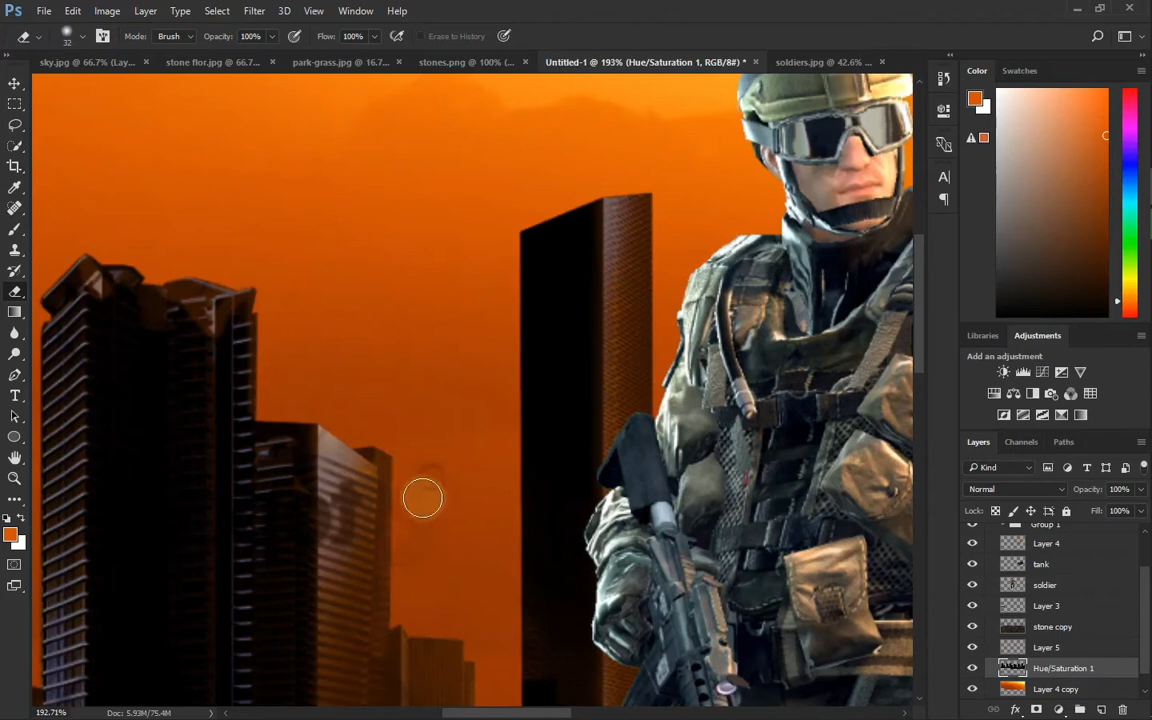 Ps File Edit Image Layer Type Select Filter 3D View Window Help
32 Mode: Brush Opacity: 100% Flow: 100% Erase to History
sky.jpg @ 66.7% (Lay... × stone flor.jpg @ 66.7... × park-grass.jpg @ 16.7... × stones.png @ 100% (... × Untitled-1 @ 193% (Hue/Saturation 1, RGB/8#) * × soldiers.jpg @ 42.6% ... ×
Color Swatches
Libraries Adjustments
Add an adjustment
Layers Channels Paths
Kind
Normal Opacity: 100%
Lock: Fill: 100%
Group 1
Layer 4
tank
soldier
Layer 3
stone copy
Layer 5
Hue/Saturation 1
Layer 4 copy
192.71% Doc: 5.93M/75.4M